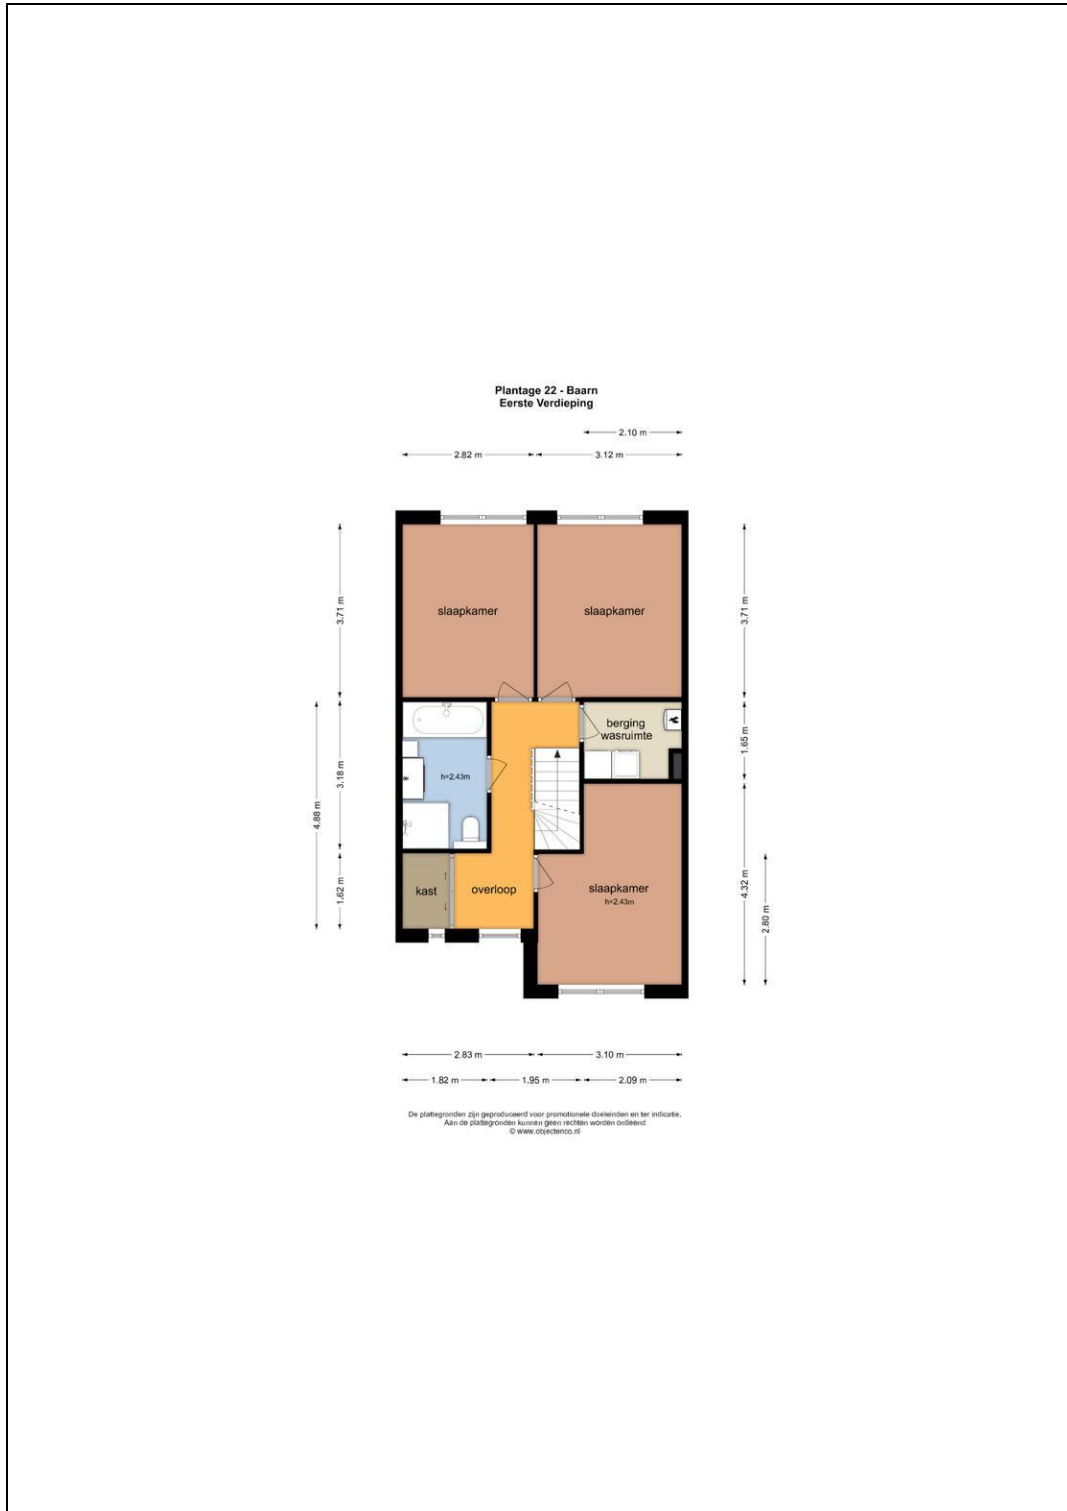 Plantage 22 - Baarn
Eerste Verdieping
2.10 m
2.82 m
3.12 m
3.71 m
3.71 m
slaapkamer
slaapkamer
berging
wasruimte
1.65 m
h=2.43m
3.18 m
4.88 m
kast
overloop
slaapkamer
h=2.43m
1.62 m
4.32 m
2.80 m
2.83 m
3.10 m
1.82 m
1.95 m
2.09 m
De plattegronden zijn geproduceerd voor promotionele doeleinden en ter indicatie.
Aan de plattegronden kunnen geen rechten worden ontleend
© www.objectenco.nl